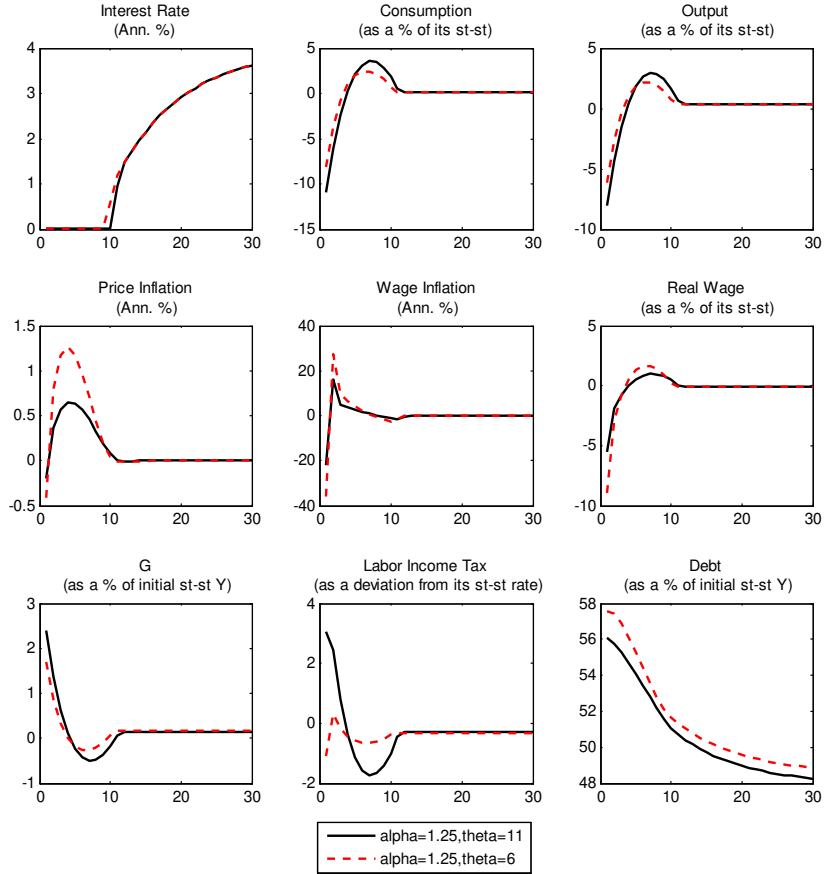 Interest Rate
(Ann. %)
4
3
2
1
0
0 10 20 30
Consumption
(as a % of its st-st)
5
0
-5
-10
-15
0 10 20 30
Output
(as a % of its st-st)
5
0
-5
-10
0 10 20 30
Price Inflation
(Ann. %)
1.5
1
0.5
0
-0.5
0 10 20 30
Wage Inflation
(Ann. %)
40
20
0
-20
-40
0 10 20 30
Real Wage
(as a % of its st-st)
5
0
-5
-10
0 10 20 30
G
(as a % of initial st-st Y)
3
2
1
0
-1
0 10 20 30
Labor Income Tax
(as a deviation from its st-st rate)
4
2
0
-2
0 10 20 30
Debt
(as a % of initial st-st Y)
58
56
54
52
50
48
0 10 20 30
alpha=1.25,theta=11
alpha=1.25,theta=6